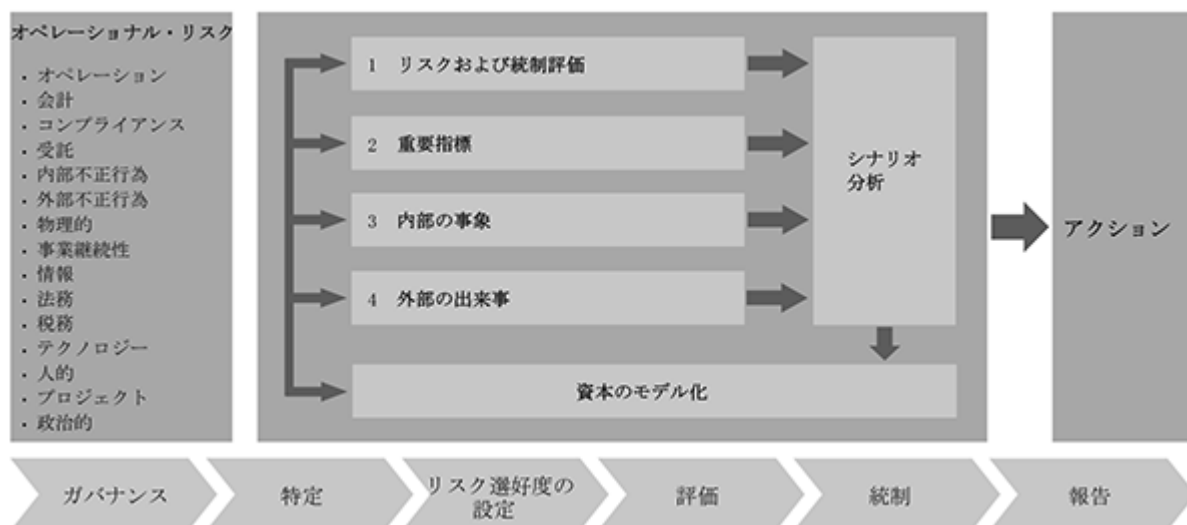 オペレーショナル・リスク
・オペレーション
・会計
・コンプライアンス
・受託
・内部不正行為
・外部不正行為
・物理的
・事業継続性
・情報
・法務
・税務
・テクノロジー
・人的
・プロジェクト
・政治的
1 リスクおよび統制評価
2 重要指標
3 内部の事象
4 外部の出来事
シナリオ
分析
資本のモデル化
アクション
ガバナンス
特定
リスク選好度の
設定
評価
統制
報告